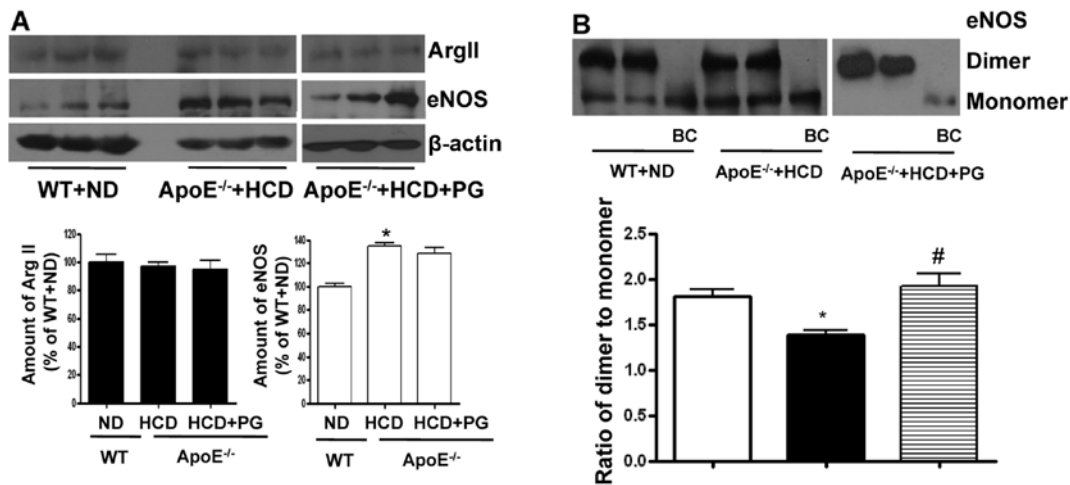 A
ArgII
eNOS
β-actin
WT+ND ApoE-/-+HCD ApoE-/-+HCD+PG
Amount of Arg II
(% of WT+ND)
120
100
80
60
40
20
0
ND HCD HCD+PG
WT ApoE-/-
Amount of eNOS
(% of WT+ND)
*
140
120
100
80
60
40
20
0
ND HCD HCD+PG
WT ApoE-/-
B
eNOS
Dimer
Monomer
BC BC BC
WT+ND ApoE-/-+HCD ApoE-/-+HCD+PG
Ratio of dimer to monomer
2.5
2.0
1.5
1.0
0.5
0.0
*
#